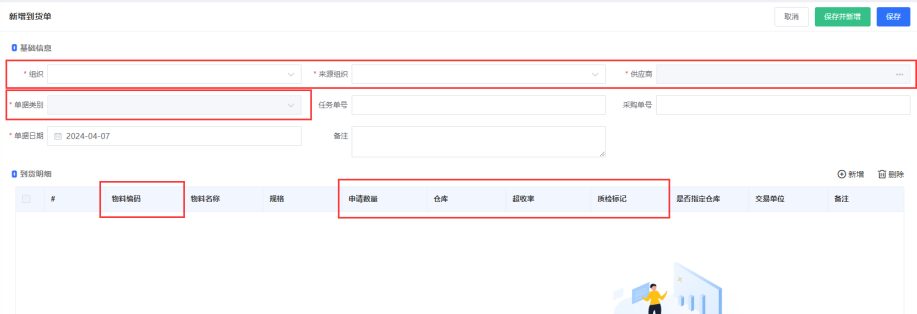 新增到货单 取消 保存并新增 保存
基础信息
* 组织 * 来源组织 * 供应商 ···
* 单据类别 任务单号 采购单号
* 单据日期 2024-04-07 备注
到货明细 新增 删除
# 物料编码 物料名称 规格 申请数量 仓库 超收率 质检标记 是否指定仓库 交易单位 备注